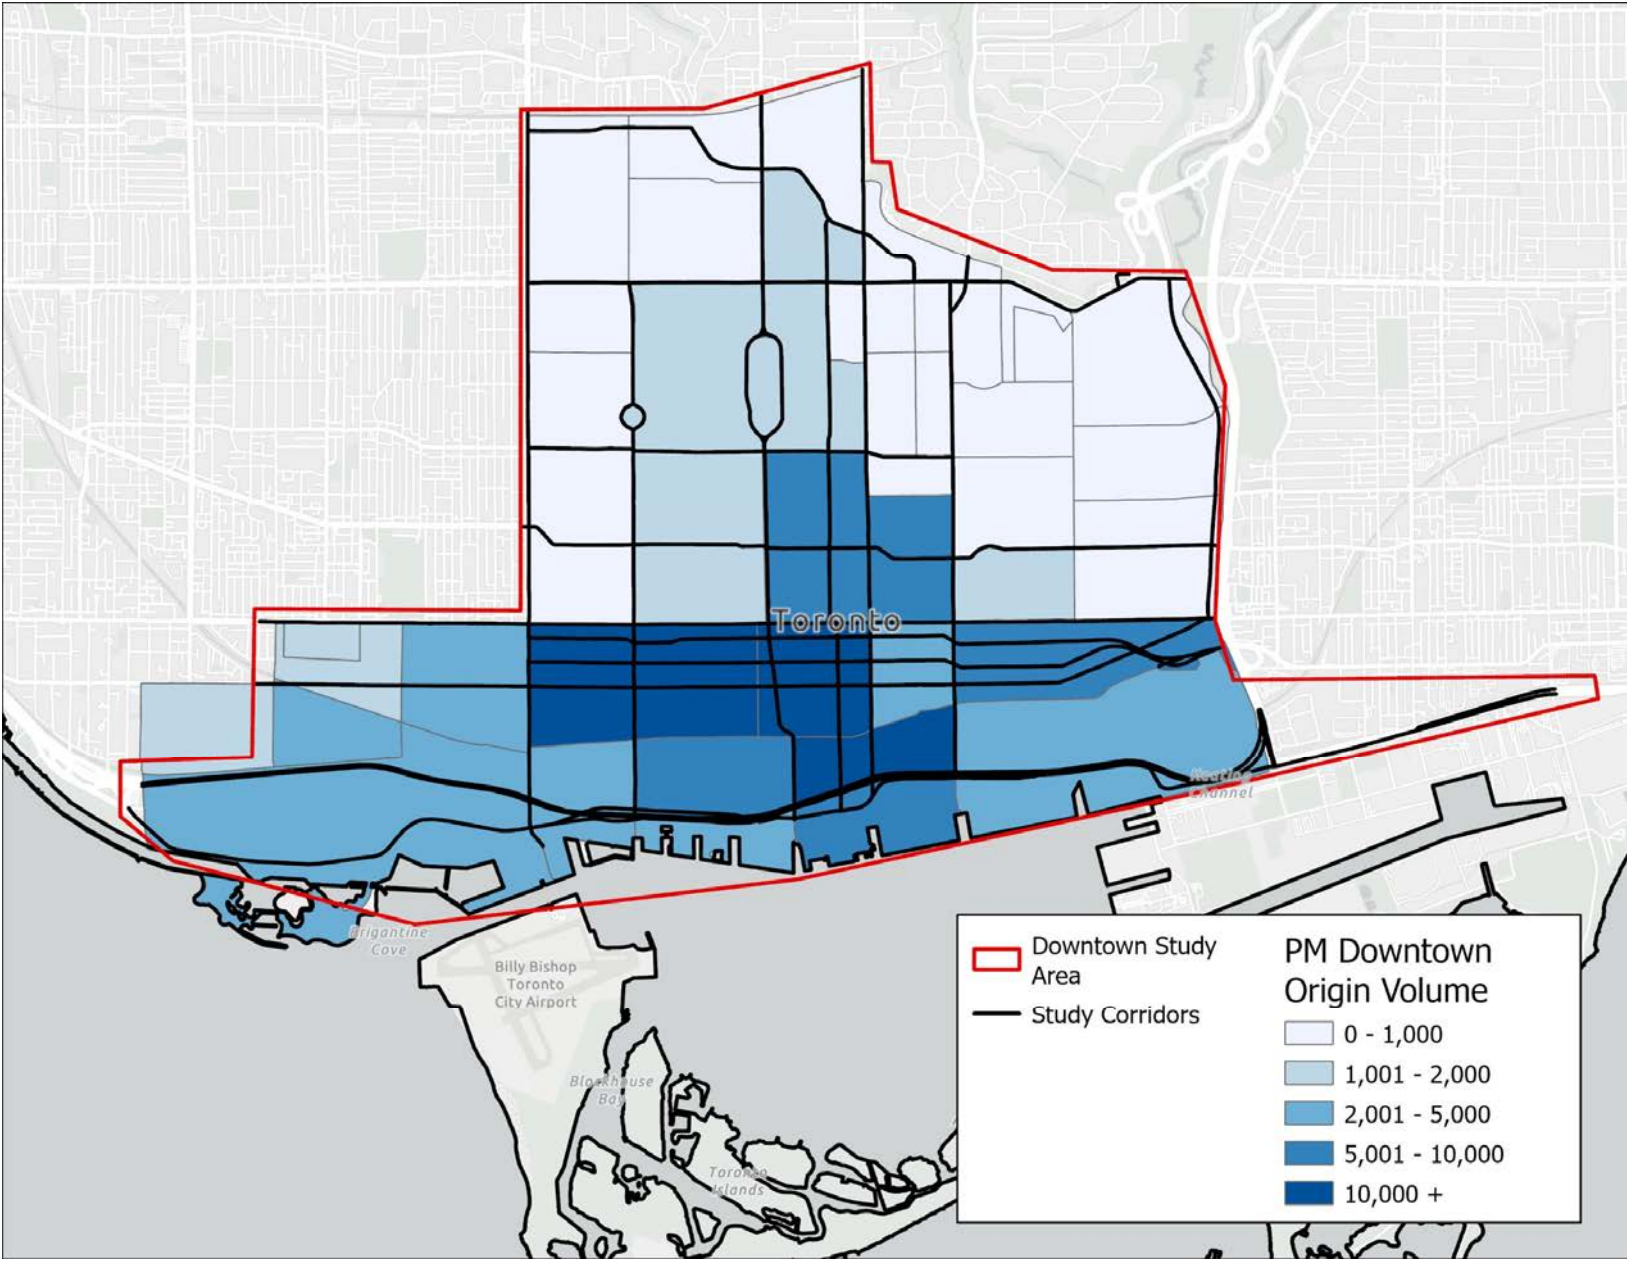 Toronto
Keating
Channel
Brigantine
Cove
Billy Bishop
Toronto
City Airport
Blockhouse
Bay
Toronto
Islands
Downtown Study
Area
Study Corridors
PM Downtown
Origin Volume
0 - 1,000
1,001 - 2,000
2,001 - 5,000
5,001 - 10,000
10,000 +